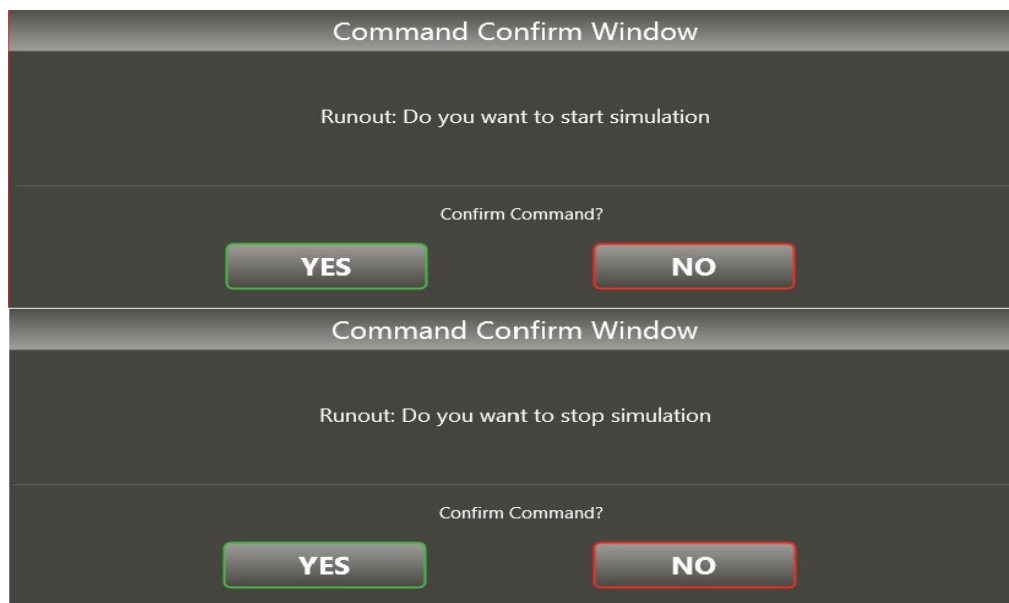 Command Confirm Window
Runout: Do you want to start simulation
Confirm Command?
YES NO
Command Confirm Window
Runout: Do you want to stop simulation
Confirm Command?
YES NO